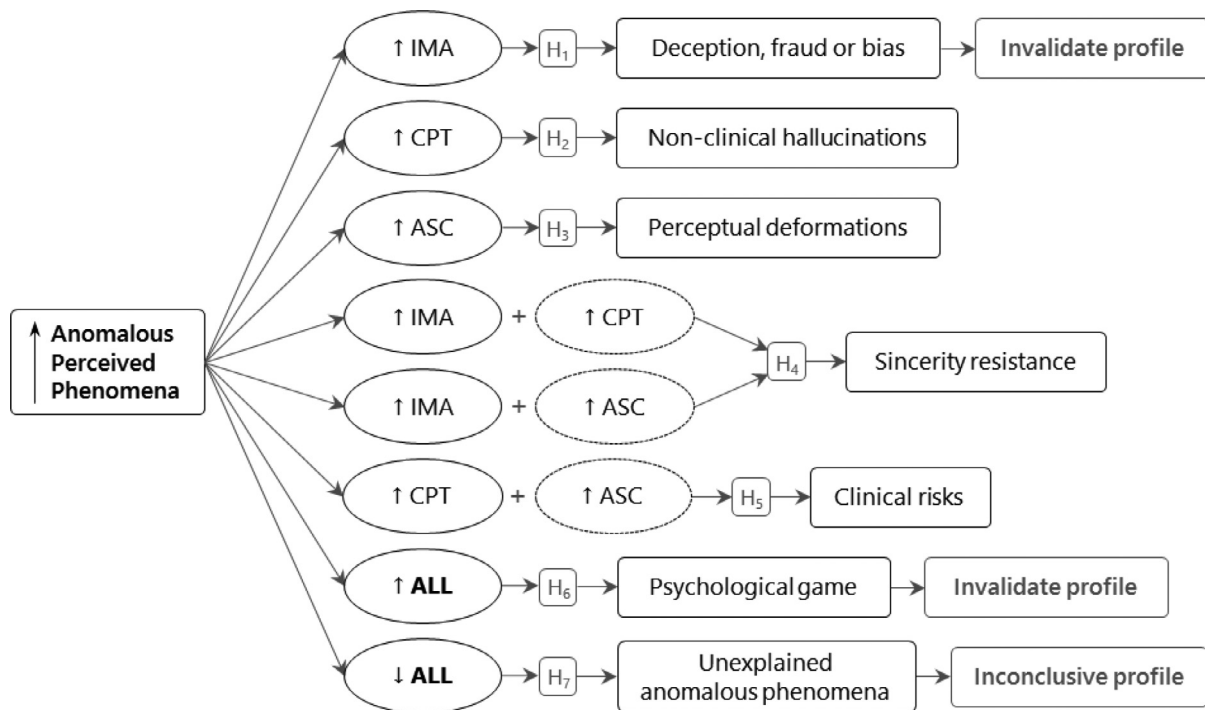 ↑ IMA H₁ Deception, fraud or bias Invalidate profile
↑ CPT H₂ Non-clinical hallucinations
↑ ASC H₃ Perceptual deformations
↑ Anomalous
Perceived
Phenomena
↑ IMA + ↑ CPT
H₄ Sincerity resistance
↑ IMA + ↑ ASC
↑ CPT + ↑ ASC H₅ Clinical risks
↑ ALL H₆ Psychological game Invalidate profile
↓ ALL H₇ Unexplained
anomalous phenomena Inconclusive profile